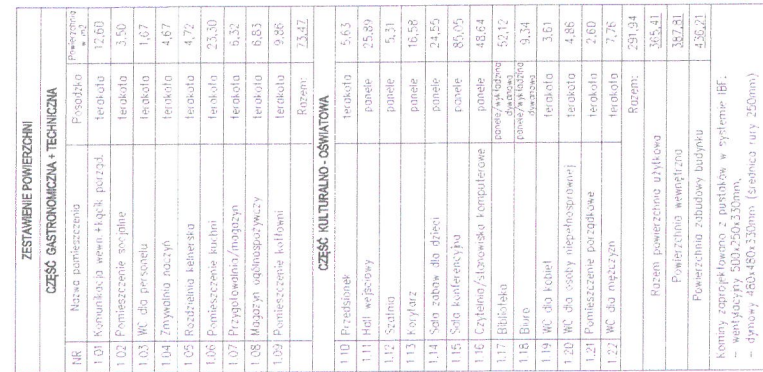 ZESTAWIENIE POWIERZCHNI
CZĘŚĆ GASTRONOMICZNA + TECHNICZNA
NR Nazwa pomieszczenia Posadzka Powierzchnia w m2
1.01 Komunikacja wewn.+kącik porząd. terakota 12,60
1.02 Pomieszczenie socjalne terakota 3,50
1.03 WC dla personelu terakota 1,67
1.04 Zmywalnia naczyń terakota 4,67
1.05 Rozdzielnia kelnerska terakota 4,72
1.06 Pomieszczenie kuchni terakota 23,30
1.07 Przygotowalnia/magazyn terakota 6,32
1.08 Magazyn ogólnospożywczy terakota 6,83
1.09 Pomieszczenie kotłowni terakota 9,86
Razem: 73,47
CZĘŚĆ KULTURALNO - OŚWIATOWA
1.10 Przedsionek terakota 5,63
1.11 Hall wejściowy panele 25,89
1.12 Szatnia panele 5,31
1.13 Korytarz panele 16,58
1.14 Sala zabaw dla dzieci panele 24,55
1.15 Sala konferencyjna panele 85,05
1.16 Czytelnia/stanowiska komputerowe panele 48,64
1.17 Biblioteka panele/wykładzina dywanowa 52,12
1.18 Biuro panele/wykładzina dywanowa 9,34
1.19 WC dla kobiet terakota 3,61
1.20 WC dla osoby niepełnosprawnej terakota 4,86
1.21 Pomieszczenie porządkowe terakota 2,60
1.22 WC dla mężczyzn terakota 7,76
Razem: 291,94
Razem powierzchnia użytkowa 365,41
Powierzchnia wewnętrzna 387,81
Powierzchnia zabudowy budynku 436,21
Kominy zaprojektowano z pustaków w systemie IBF:
- wentylacyjny 500x250x330mm,
- dymowy 480x480x330mm (średnica rury 250mm)